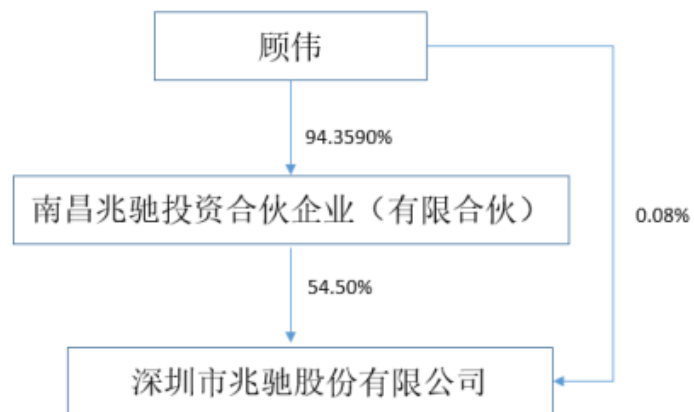 顾伟
94.3590%
南昌兆驰投资合伙企业（有限合伙）
0.08%
54.50%
深圳市兆驰股份有限公司